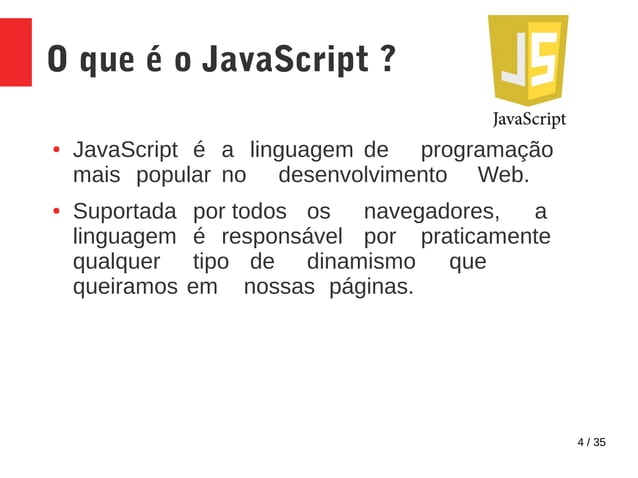 O que é o JavaScript ?
JS
JavaScript
• JavaScript é a linguagem de programação
mais popular no desenvolvimento Web.
• Suportada por todos os navegadores, a
linguagem é responsável por praticamente
qualquer tipo de dinamismo que
queiramos em nossas páginas.
4 / 35